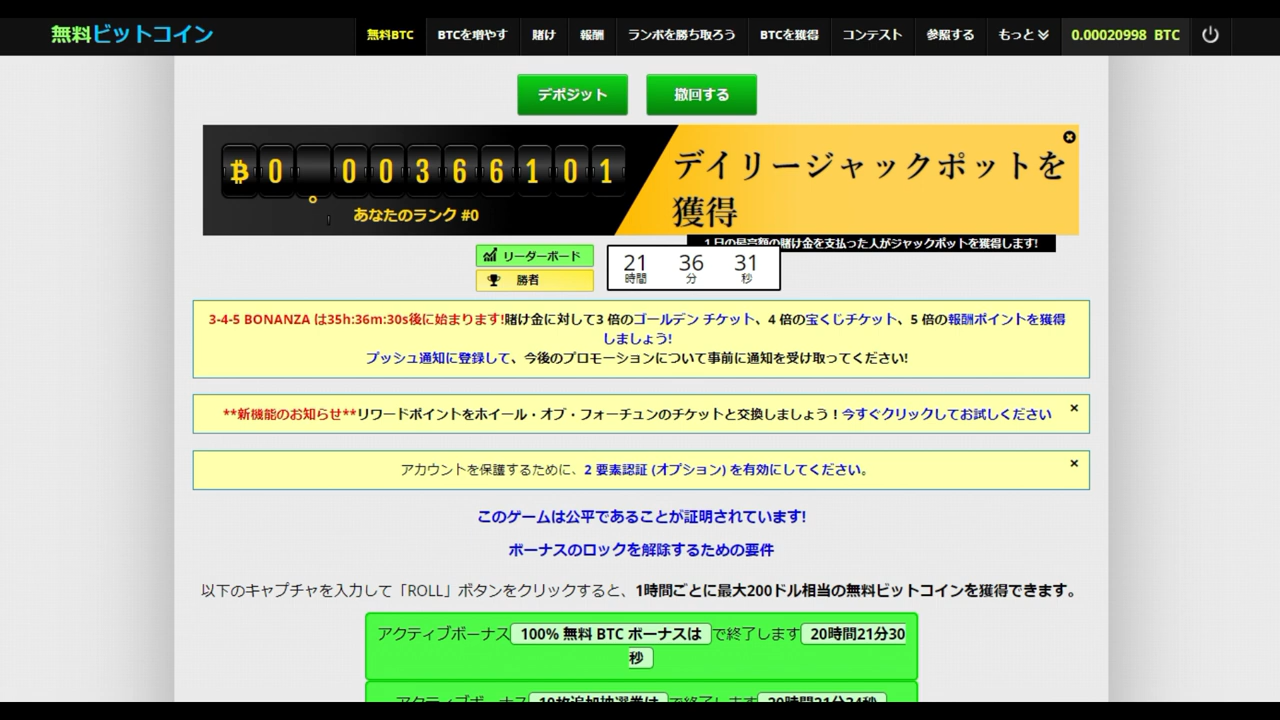 無料ビットコイン 無料BTC BTCを増やす 賭け 報酬 ランボを勝ち取ろう BTCを獲得 コンテスト 参照する もっと 0.00020998 BTC
デポジット 撤回する
0.00366101
あなたのランク #0
デイリージャックポットを
獲得
1 日の最高額の賭け金を支払った人がジャックポットを獲得します!
リーダーボード
勝者
21 36 31
時間 分 秒
3-4-5 BONANZA は35h:36m:30s後に始まります!賭け金に対して3 倍のゴールデン チケット、4 倍の宝くじチケット、5 倍の報酬ポイントを獲得
しましょう!
プッシュ通知に登録して、今後のプロモーションについて事前に通知を受け取ってください!
**新機能のお知らせ**リワードポイントをホイール・オブ・フォーチュンのチケットと交換しましょう！今すぐクリックしてお試しください
アカウントを保護するために、2 要素認証 (オプション) を有効にしてください。
このゲームは公平であることが証明されています!
ボーナスのロックを解除するための要件
以下のキャプチャを入力して「ROLL」ボタンをクリックすると、1時間ごとに最大200ドル相当の無料ビットコインを獲得できます。
アクティブボーナス 100% 無料 BTC ボーナスは で終了します 20時間21分30
秒
アクティブボーナス 10枚追加抽選券は で終了します